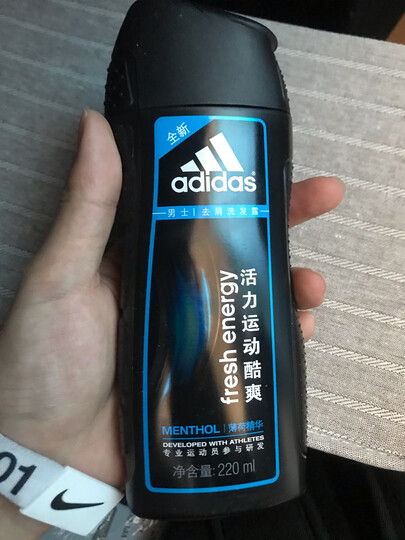 全新
adidas
男士 | 去屑洗发露
fresh energy
活力运动酷爽
MENTHOL | 薄荷精华
DEVELOPED WITH ATHLETES
专业运动员参与研发
净含量: 220 ml
01